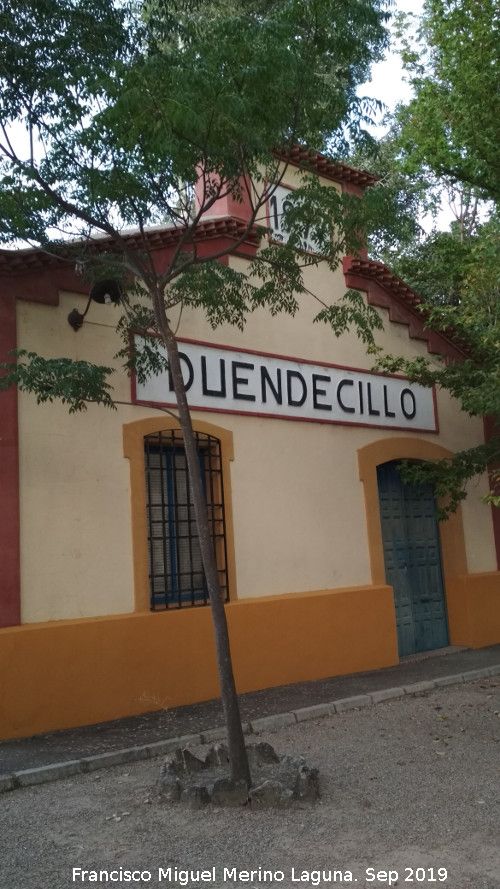 DUENDECILLO
Francisco Miguel Merino Laguna. Sep 2019